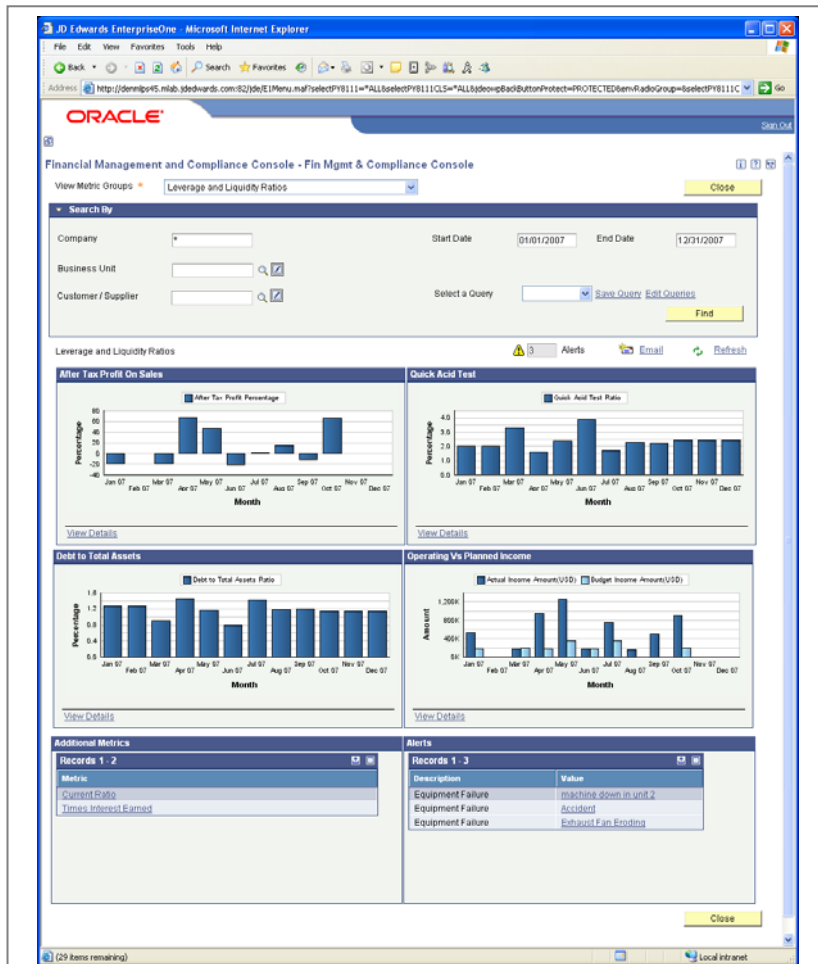 JD Edwards EnterpriseOne - Microsoft Internet Explorer
File Edit View Favorites Tools Help
Back Search Favorites
Address http://denmlps45.mlab.jdedwards.com:82/jde/E1Menu.maf?selectPY8111=*ALL&selectPY8111CLS=*ALL&jdeowpBackButtonProtect=PROTECTED&envRadioGroup=&selectPY8111C Go
ORACLE
Sign Out
Financial Management and Compliance Console - Fin Mgmt & Compliance Console
View Metric Groups * Leverage and Liquidity Ratios Close
Search By
Company * Start Date 01/01/2007 End Date 12/31/2007
Business Unit
Customer / Supplier Select a Query Save Query Edit Queries
Find
Leverage and Liquidity Ratios 3 Alerts Email Refresh
After Tax Profit On Sales
After Tax Profit Percentage
Percentage
80
60
40
20
0
-20
-40
Jan 07 Feb 07 Mar 07 Apr 07 May 07 Jun 07 Jul 07 Aug 07 Sep 07 Oct 07 Nov 07 Dec 07
Month
View Details
Quick Acid Test
Quick Acid Test Ratio
Percentage
4.0
3.0
2.0
1.0
0.0
Jan 07 Feb 07 Mar 07 Apr 07 May 07 Jun 07 Jul 07 Aug 07 Sep 07 Oct 07 Nov 07 Dec 07
Month
View Details
Debt to Total Assets
Debt to Total Assets Ratio
Percentage
1.6
1.2
0.8
0.4
0.0
Jan 07 Feb 07 Mar 07 Apr 07 May 07 Jun 07 Jul 07 Aug 07 Sep 07 Oct 07 Nov 07 Dec 07
Month
View Details
Operating Vs Planned Income
Actual Income Amount(USD) Budget Income Amount(USD)
Amount
1,200K
800K
400K
0K
Jan 07 Feb 07 Mar 07 Apr 07 May 07 Jun 07 Jul 07 Aug 07 Sep 07 Oct 07 Nov 07 Dec 07
Month
View Details
Additional Metrics
Records 1 - 2
Metric
Current Ratio
Times Interest Earned
Alerts
Records 1 - 3
Description Value
Equipment Failure machine down in unit 2
Equipment Failure Accident
Equipment Failure Exhaust Fan Eroding
Close
(29 items remaining) Local intranet